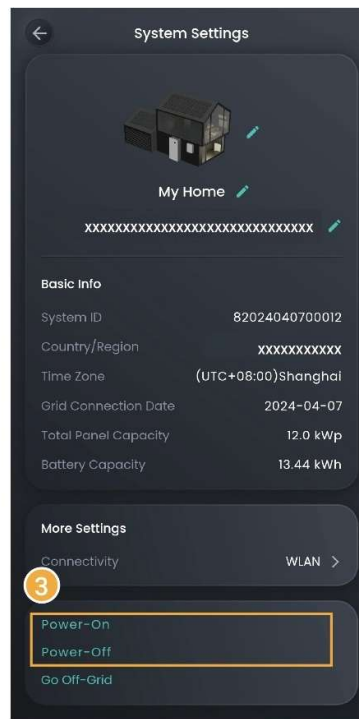 System Settings
My Home
xxxxxxxxxxxxxxxxxxxxxxxxxxxxxxx
Basic Info
System ID 82024040700012
Country/Region xxxxxxxxxxx
Time Zone (UTC+08:00)Shanghai
Grid Connection Date 2024-04-07
Total Panel Capacity 12.0 kWp
Battery Capacity 13.44 kWh
More Settings
Connectivity WLAN >
3
Power-On
Power-Off
Go Off-Grid